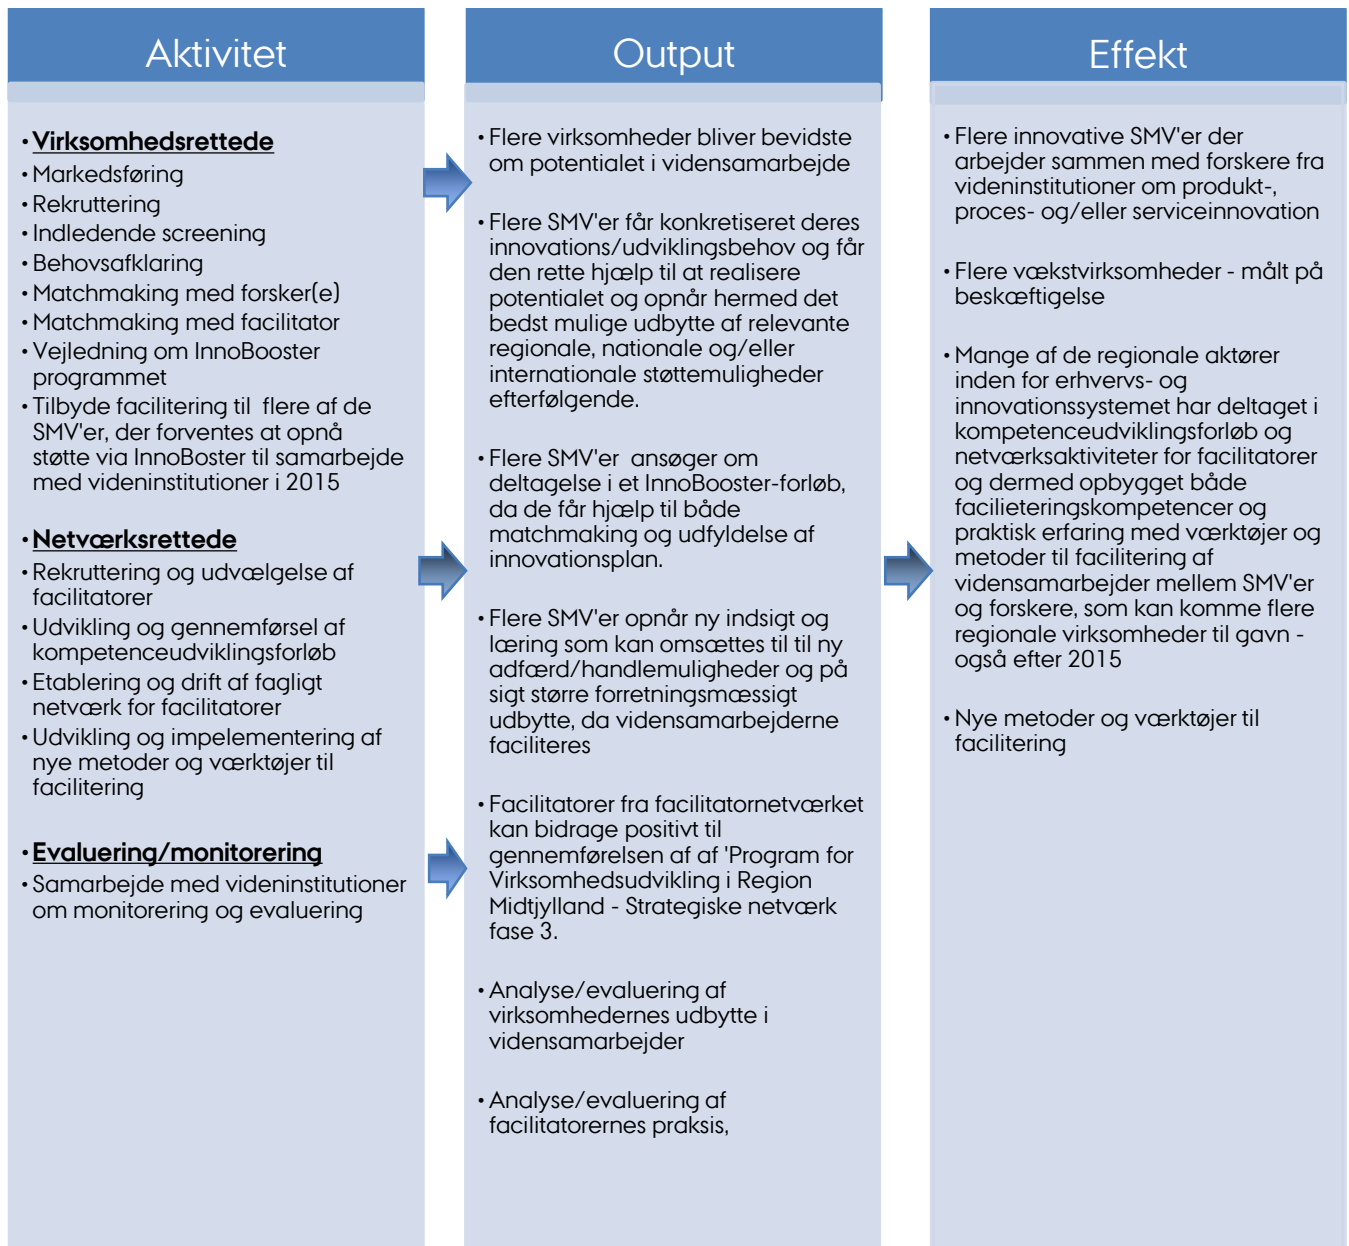 Aktivitet
• Virksomhedsrettede
• Markedsføring
• Rekruttering
• Indledende screening
• Behovsafklaring
• Matchmaking med forsker(e)
• Matchmaking med facilitator
• Vejledning om InnoBooster
programmet
• Tilbyde facilitering til flere af de
SMV'er, der forventes at opnå
støtte via InnoBoster til samarbejde
med videninstitutioner i 2015
• Netværksrettede
• Rekruttering og udvælgelse af
facilitatorer
• Udvikling og gennemførsel af
kompetenceudviklingsforløb
• Etablering og drift af fagligt
netværk for facilitatorer
• Udvikling og impelementering af
nye metoder og værktøjer til
facilitering
• Evaluering/monitorering
• Samarbejde med videninstitutioner
om monitorering og evaluering
Output
• Flere virksomheder bliver bevidste
om potentialet i vidensamarbejde
• Flere SMV'er får konkretiseret deres
innovations/udviklingsbehov og får
den rette hjælp til at realisere
potentialet og opnår hermed det
bedst mulige udbytte af relevante
regionale, nationale og/eller
internationale støttemuligheder
efterfølgende.
• Flere SMV'er ansøger om
deltagelse i et InnoBooster-forløb,
da de får hjælp til både
matchmaking og udfyldelse af
innovationsplan.
• Flere SMV'er opnår ny indsigt og
læring som kan omsættes til til ny
adfærd/handlemuligheder og på
sigt større forretningsmæssigt
udbytte, da vidensamarbejderne
faciliteres
• Facilitatorer fra facilitatornetværket
kan bidrage positivt til
gennemførelsen af af 'Program for
Virksomhedsudvikling i Region
Midtjylland - Strategiske netværk
fase 3.
• Analyse/evaluering af
virksomhedernes udbytte i
vidensamarbejder
• Analyse/evaluering af
facilitatorernes praksis,
Effekt
• Flere innovative SMV'er der
arbejder sammen med forskere fra
videninstitutioner om produkt-,
proces- og/eller serviceinnovation
• Flere vækstvirksomheder - målt på
beskæftigelse
• Mange af de regionale aktører
inden for erhvervs- og
innovationssystemet har deltaget i
kompetenceudviklingsforløb og
netværksaktiviteter for facilitatorer
og dermed opbygget både
facilieteringskompetencer og
praktisk erfaring med værktøjer og
metoder til facilitering af
vidensamarbejder mellem SMV'er
og forskere, som kan komme flere
regionale virksomheder til gavn -
også efter 2015
• Nye metoder og værktøjer til
facilitering